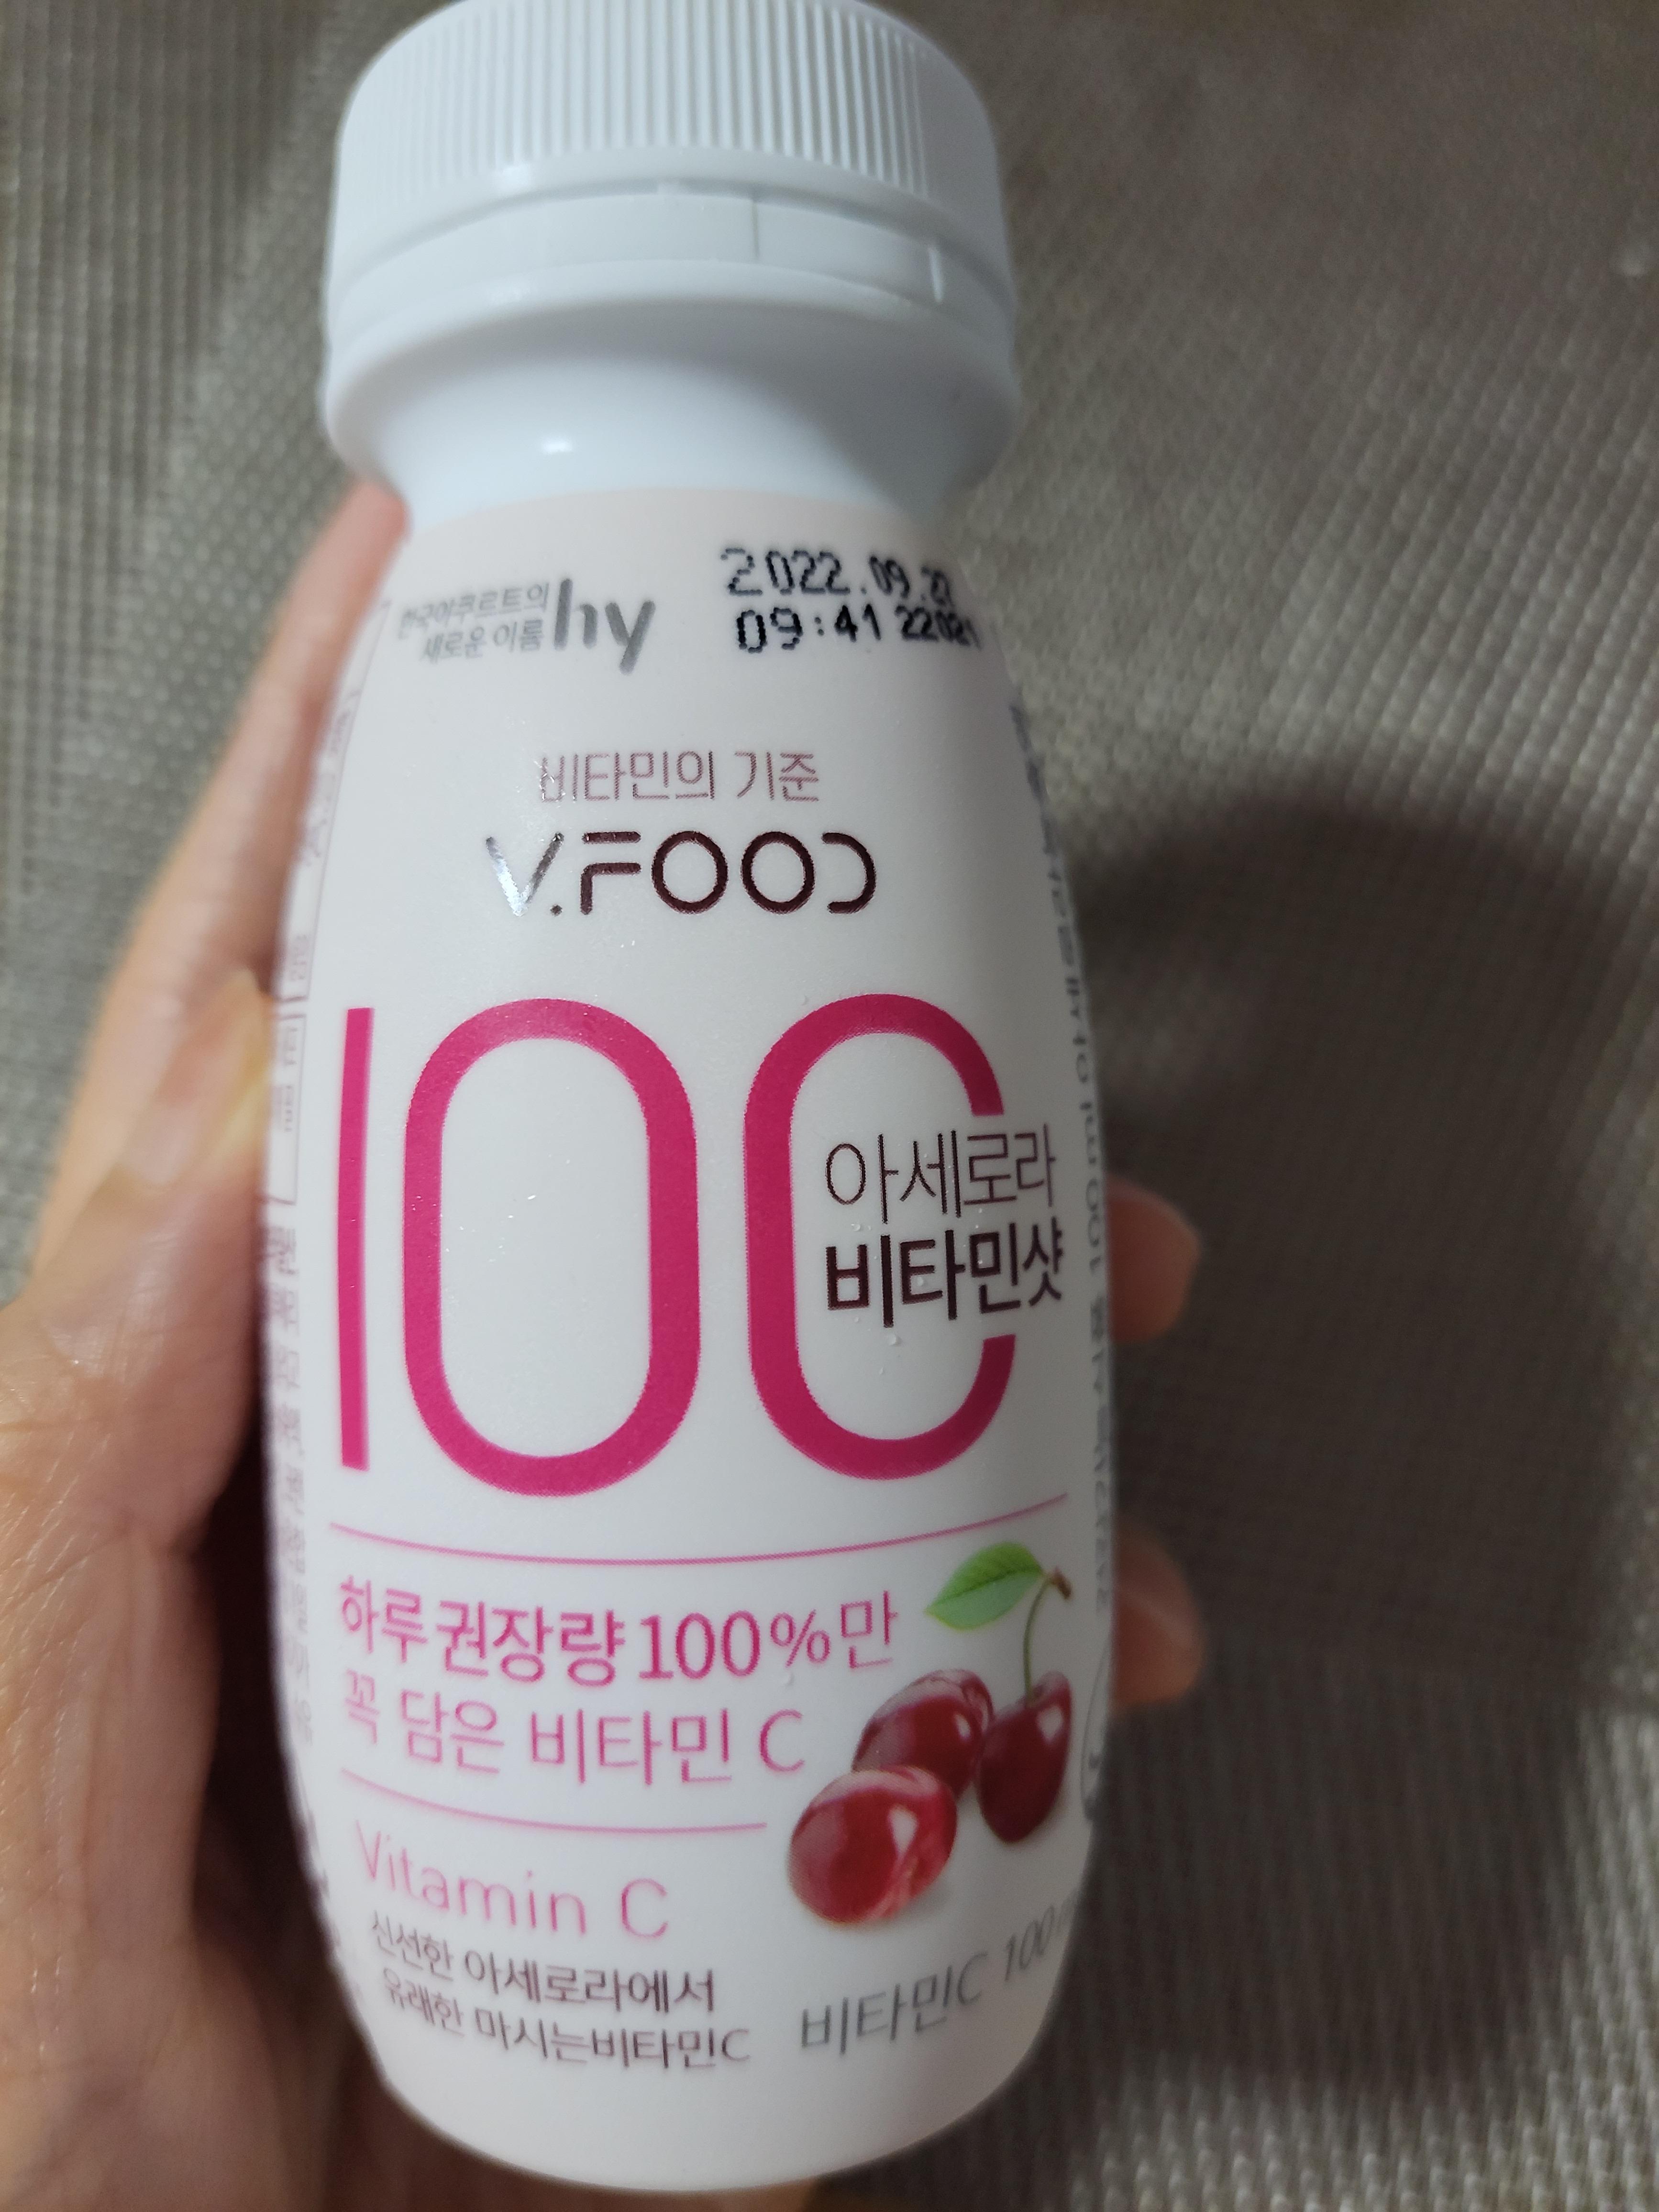 한국야쿠르트의
새로운 이름
hy
2022.09.27
09:41 22021
비타민의 기준
V.FOOD
100
아세로라
비타민샷
하루 권장량 100%만
꼭 담은 비타민 C
Vitamin C
신선한 아세로라에서
유래한 마시는비타민C
비타민C 100